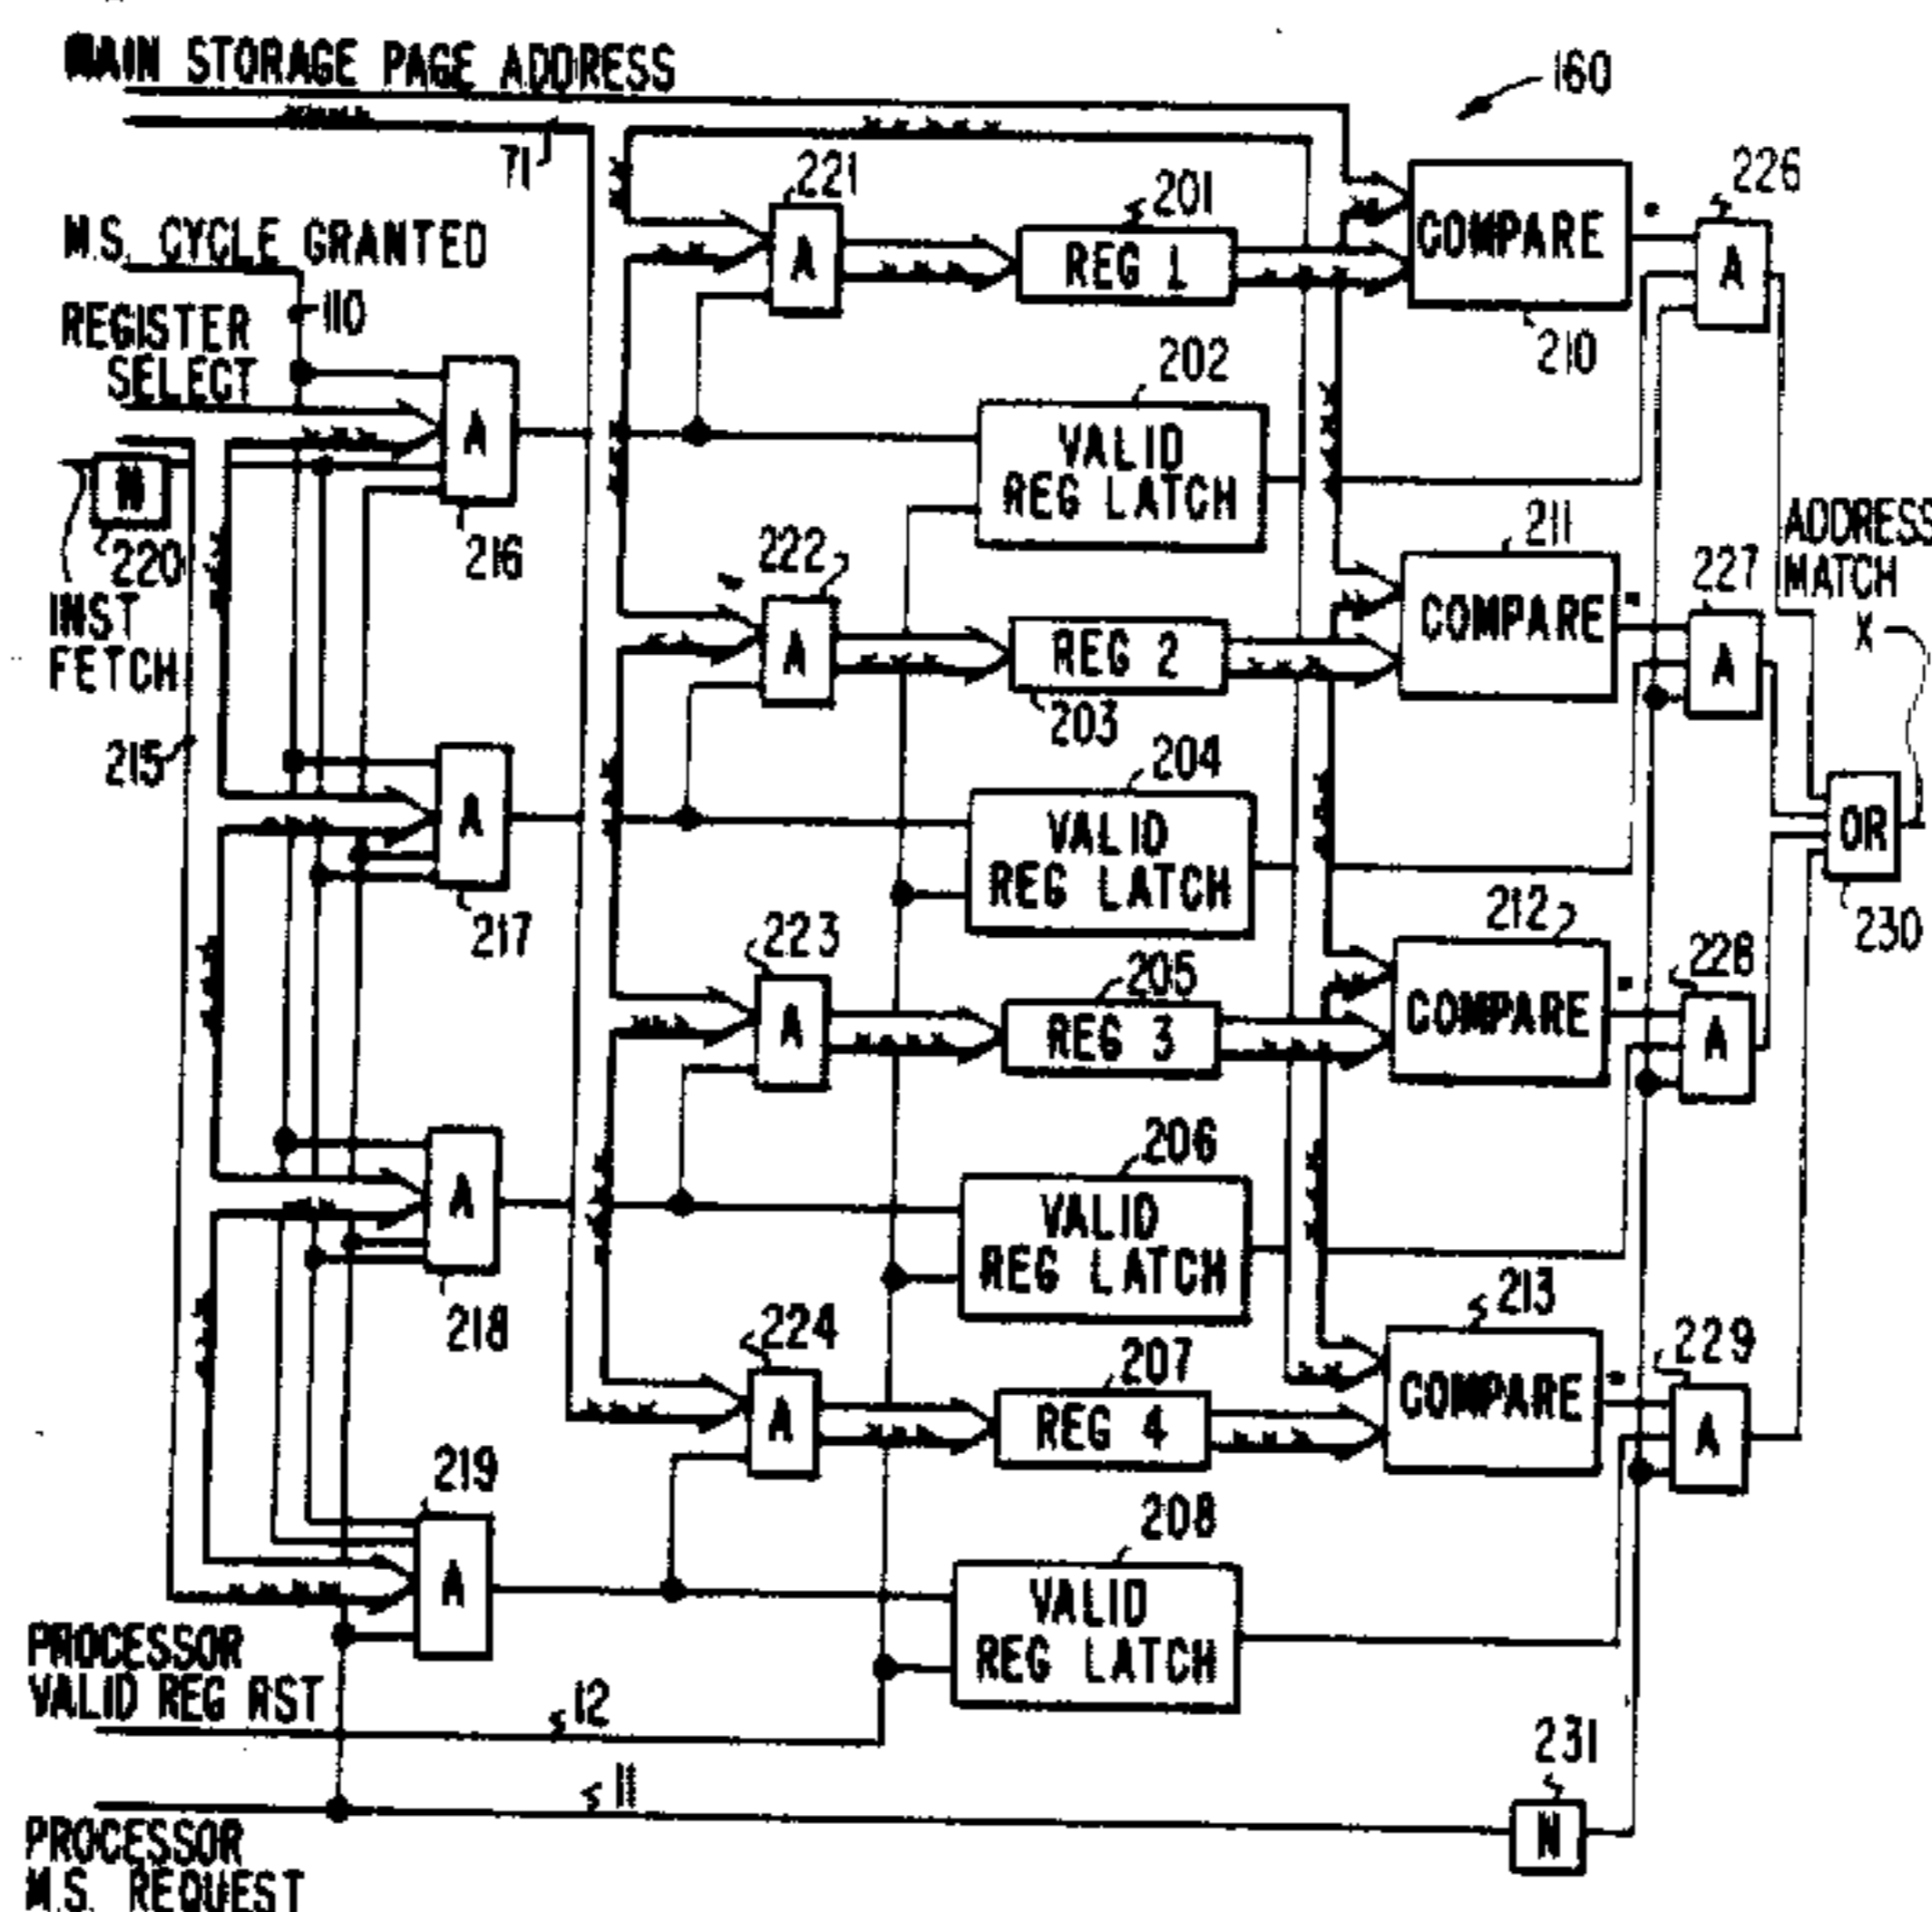 MAIN STORAGE PAGE ADDRESS
160
71
221
201
226
M.S. CYCLE GRANTED
A
REG 1
COMPARE
A
110
REGISTER
SELECT
210
202
A
VALID
REG LATCH
N
220
216
222
211
227
ADDRESS
MATCH
X
INST
FETCH
A
REG 2
COMPARE
A
203
215
204
A
VALID
REG LATCH
OR
217
212
230
223
205
228
A
REG 3
COMPARE
A
206
A
VALID
REG LATCH
218
213
224
207
229
A
REG 4
COMPARE
A
219
208
A
VALID
REG LATCH
PROCESSOR
VALID REG RST
12
231
11
N
PROCESSOR
M.S. REQUEST